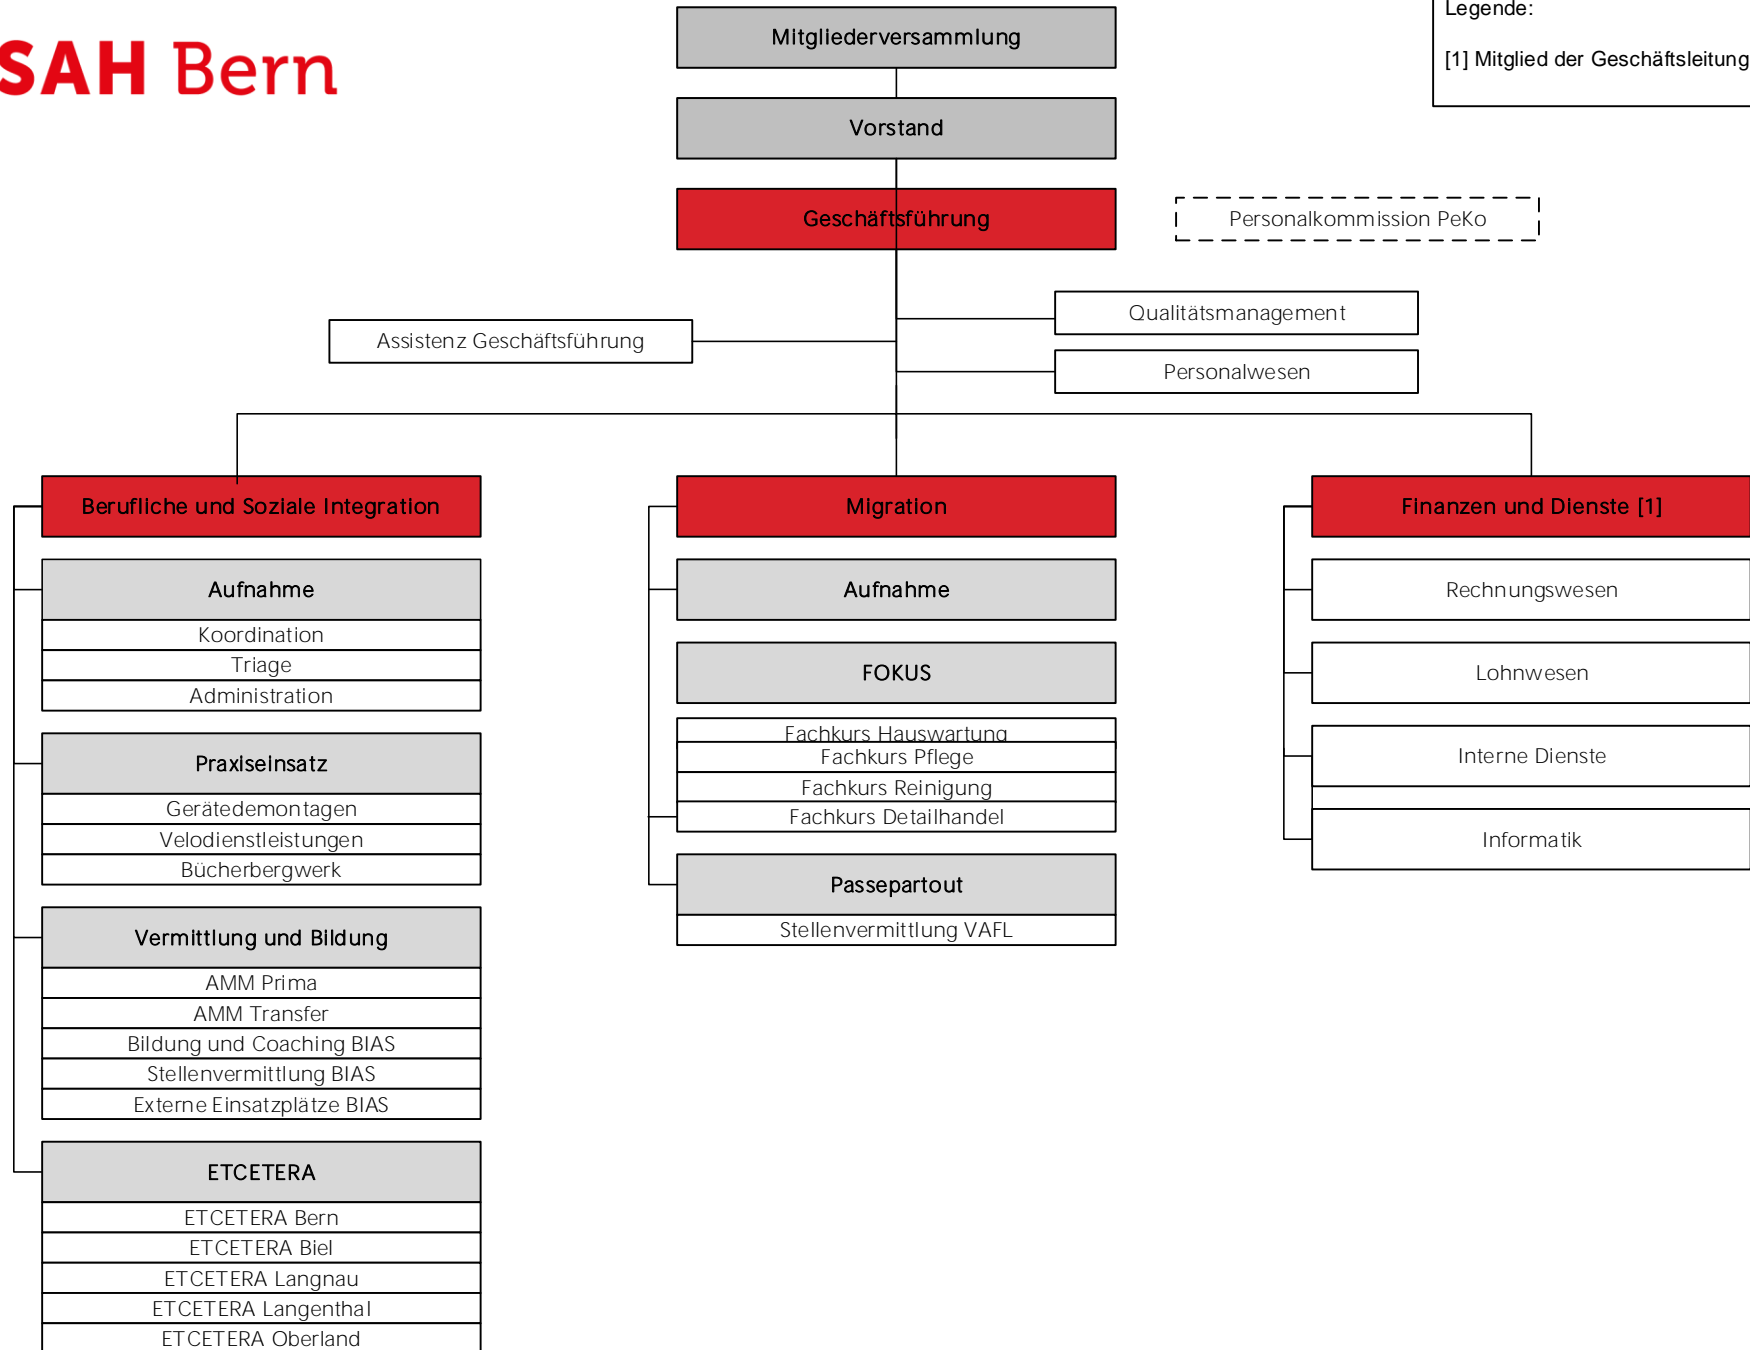 SAH Bern
Legende:
[1] Mitglied der Geschäftsleitung
Mitgliederversammlung
Vorstand
Geschäftsführung
Personalkommission PeKo
Assistenz Geschäftsführung
Qualitätsmanagement
Personalwesen
Berufliche und Soziale Integration
Aufnahme
Koordination
Triage
Administration
Praxiseinsatz
Gerätedemontagen
Velodienstleistungen
Bücherbergwerk
Vermittlung und Bildung
AMM Prima
AMM Transfer
Bildung und Coaching BIAS
Stellenvermittlung BIAS
Externe Einsatzplätze BIAS
ETCETERA
ETCETERA Bern
ETCETERA Biel
ETCETERA Langnau
ETCETERA Langenthal
ETCETERA Oberland
Migration
Aufnahme
FOKUS
Fachkurs Hauswartung
Fachkurs Pflege
Fachkurs Reinigung
Fachkurs Detailhandel
Passepartout
Stellenvermittlung VAFL
Finanzen und Dienste [1]
Rechnungswesen
Lohnwesen
Interne Dienste
Informatik